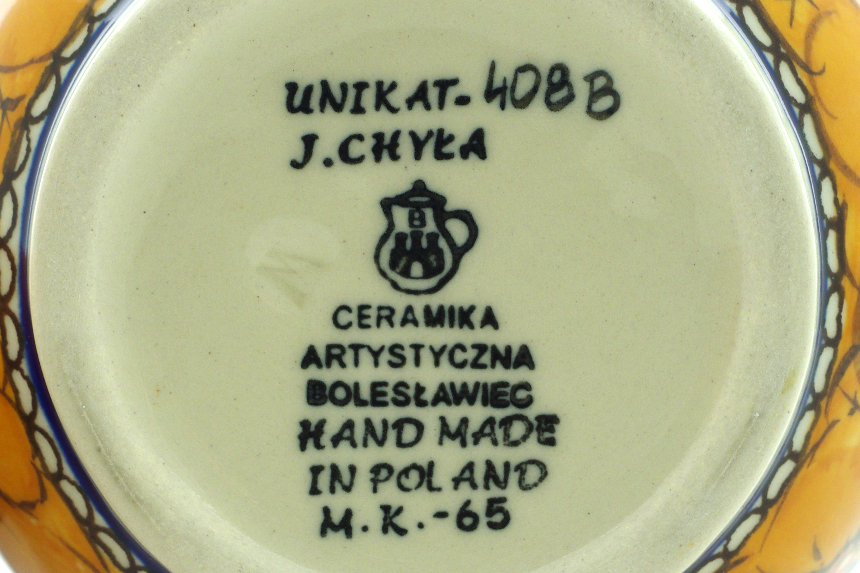 UNIKAT-408B
J.CHYŁA
B
CERAMIKA
ARTYSTYCZNA
BOLESŁAWIEC
HAND MADE
IN POLAND
M.K.-65
M